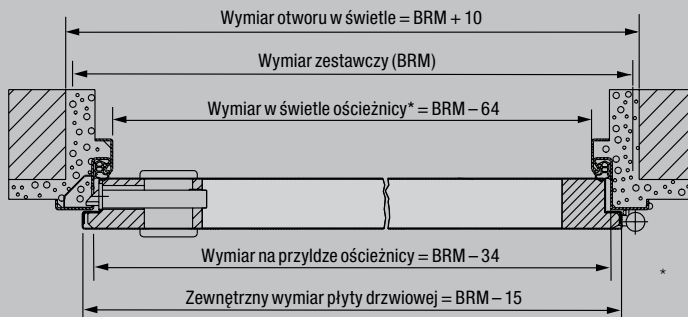 Wymiar otworu w świetle = BRM + 10
Wymiar zestawczy (BRM)
Wymiar w świetle ościeżnicy* = BRM – 64
Wymiar na przyldze ościeżnicy = BRM – 34
*
Zewnętrzny wymiar płyty drzwiowej = BRM – 15